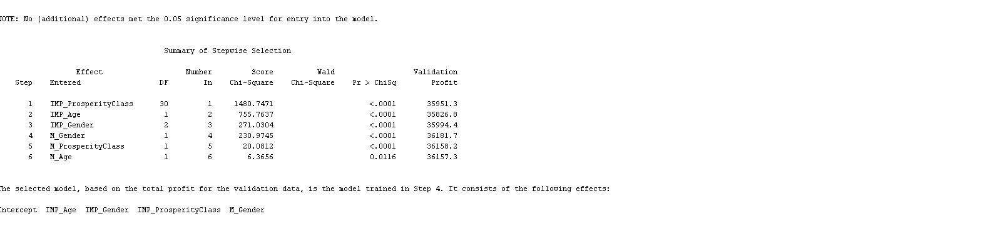 NOTE: No (additional) effects met the 0.05 significance level for entry into the model.
Summary of Stepwise Selection
Effect Number Score Wald Validation
Step Entered DF In Chi-Square Chi-Square Pr > ChiSq Profit
1 IMP_ProsperityClass 30 1 1480.7471 <.0001 35951.3
2 IMP_Age 1 2 755.7637 <.0001 35826.8
3 IMP_Gender 2 3 271.0304 <.0001 35994.4
4 M_Gender 1 4 230.9745 <.0001 36181.7
5 M_ProsperityClass 1 5 20.0812 <.0001 36158.2
6 M_Age 1 6 6.3656 0.0116 36157.3
The selected model, based on the total profit for the validation data, is the model trained in Step 4. It consists of the following effects:
Intercept IMP_Age IMP_Gender IMP_ProsperityClass M_Gender